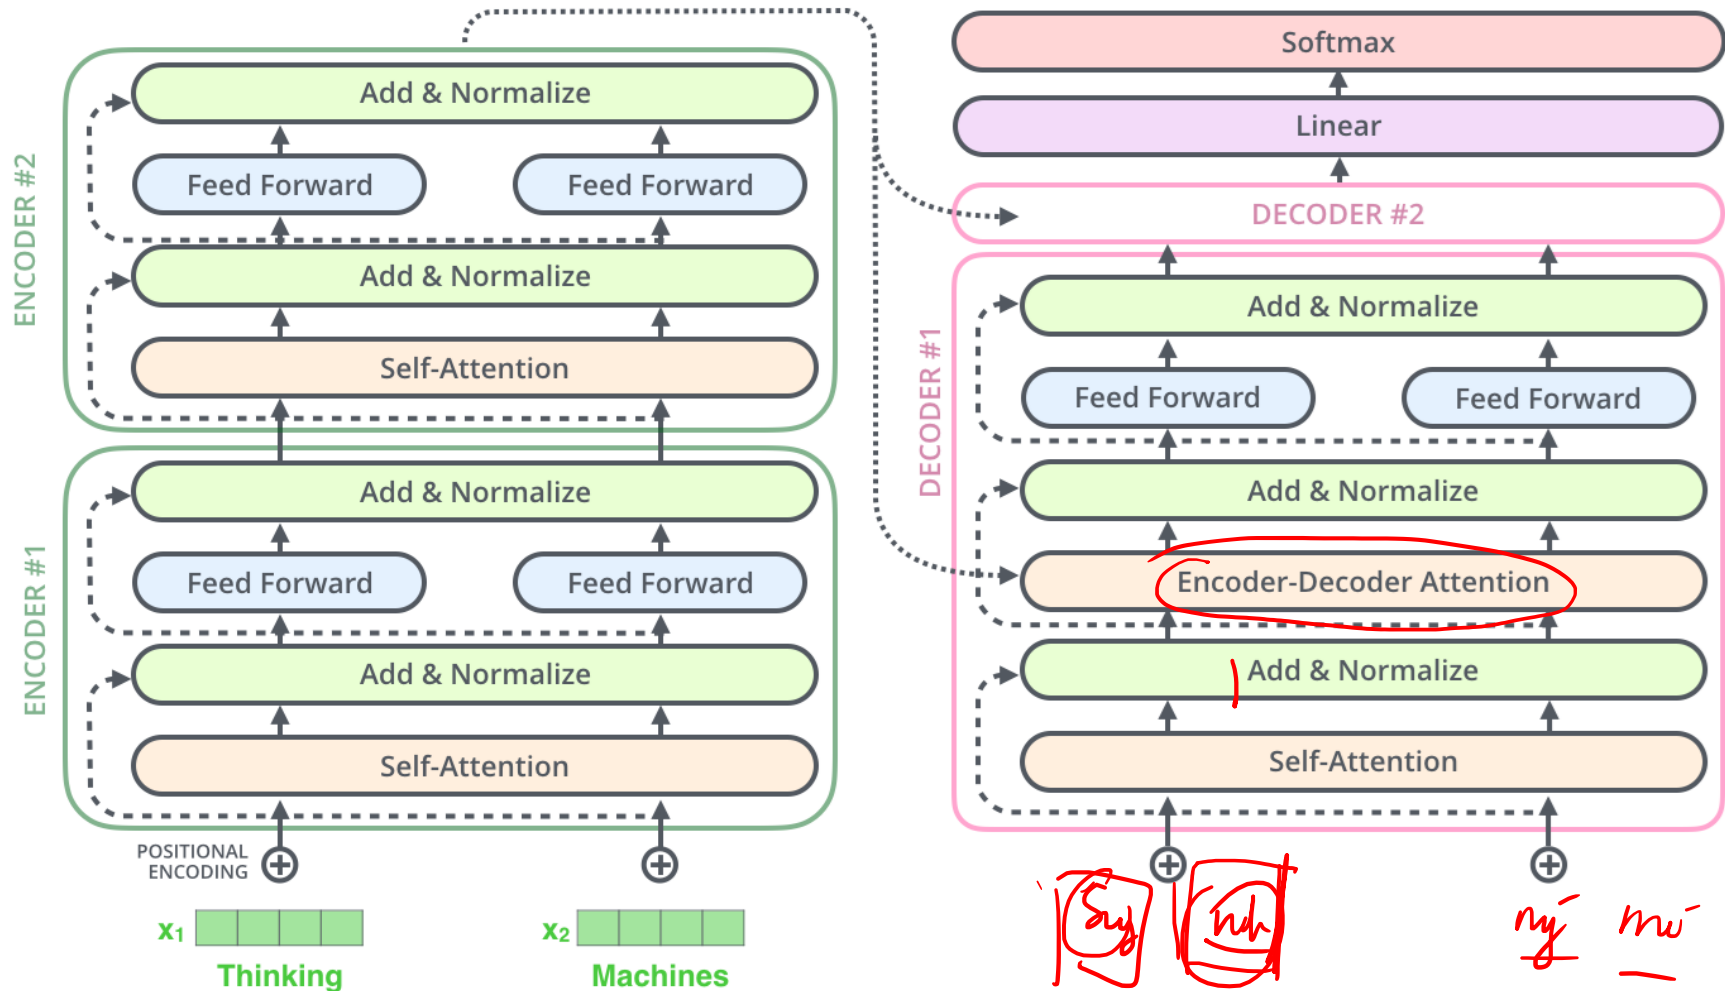 ENCODER #2
Add & Normalize
Feed Forward
Feed Forward
Add & Normalize
Self-Attention
ENCODER #1
Add & Normalize
Feed Forward
Feed Forward
Add & Normalize
Self-Attention
POSITIONAL
ENCODING
x₁
x₂
Thinking
Machines
Softmax
Linear
DECODER #2
DECODER #1
Add & Normalize
Feed Forward
Feed Forward
Add & Normalize
Encoder-Decoder Attention
Add & Normalize
Self-Attention